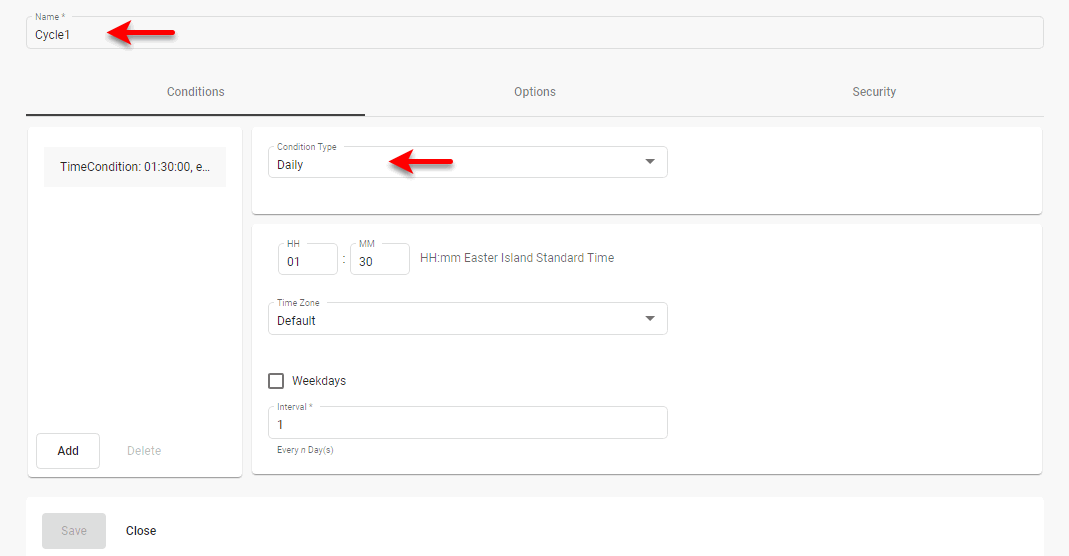 Name *
Cycle1
Conditions
Options
Security
TimeCondition: 01:30:00, e...
Add
Delete
Condition Type
Daily
HH
01
:
MM
30
HH:mm Easter Island Standard Time
Time Zone
Default
Weekdays
Interval *
1
Every n Day(s)
Save
Close